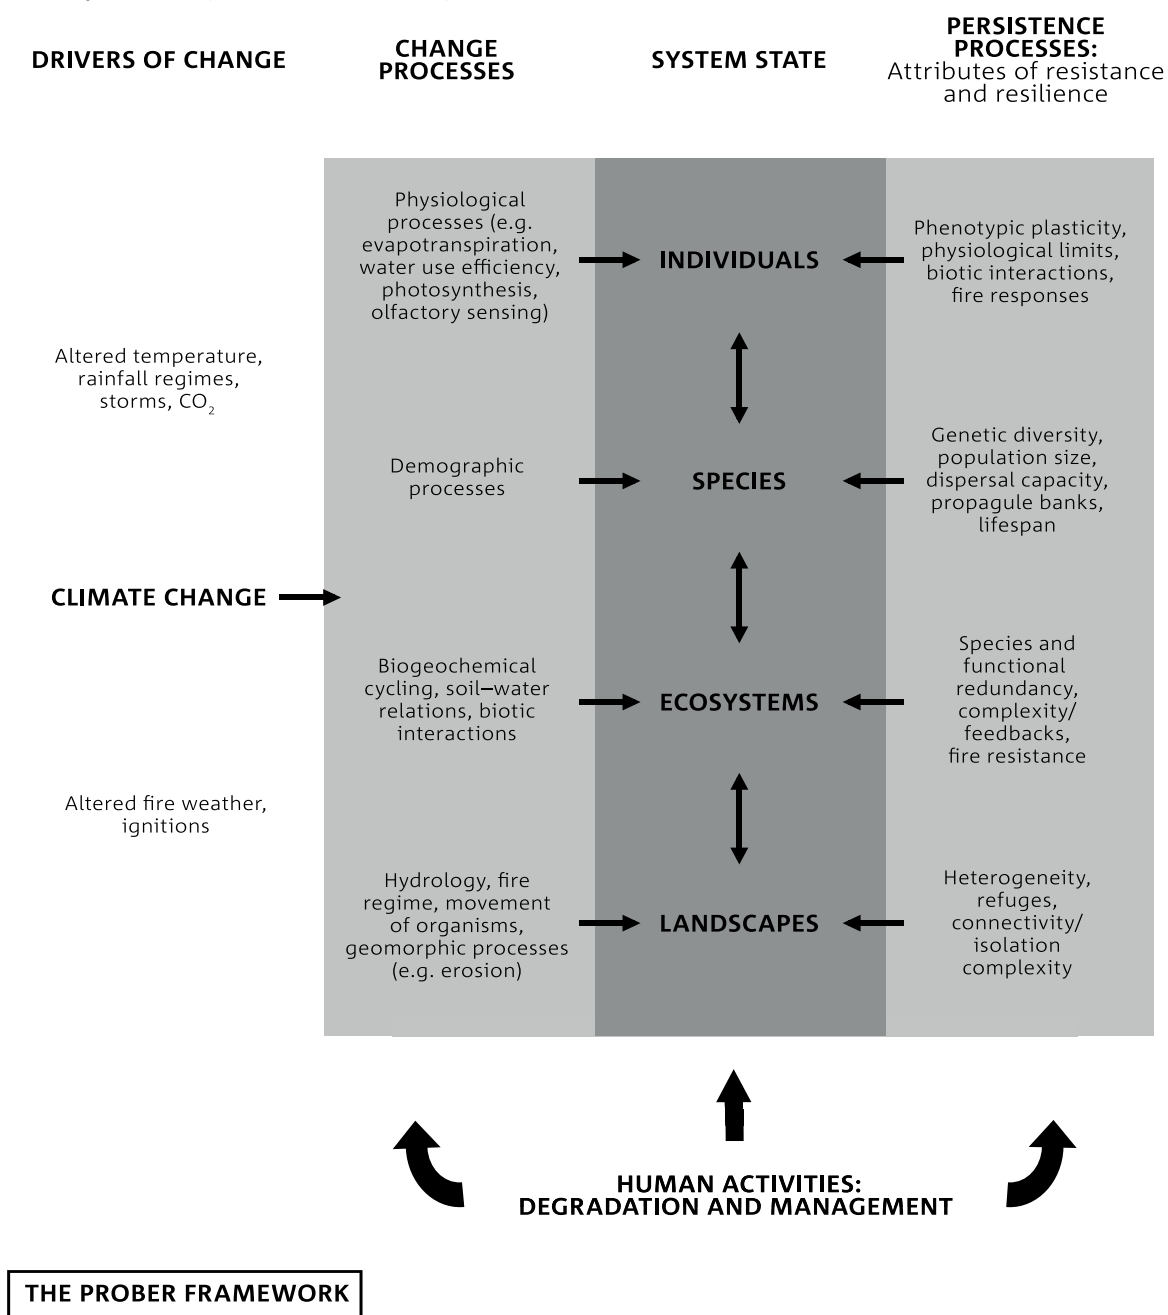 DRIVERS OF CHANGE
CHANGE
PROCESSES
SYSTEM STATE
PERSISTENCE
PROCESSES:
Attributes of resistance
and resilience
Physiological
processes (e.g.
evapotranspiration,
water use efficiency,
photosynthesis,
olfactory sensing)
INDIVIDUALS
Phenotypic plasticity,
physiological limits,
biotic interactions,
fire responses
Altered temperature,
rainfall regimes,
storms, CO₂
Demographic
processes
SPECIES
Genetic diversity,
population size,
dispersal capacity,
propagule banks,
lifespan
CLIMATE CHANGE
Biogeochemical
cycling, soil–water
relations, biotic
interactions
ECOSYSTEMS
Species and
functional
redundancy,
complexity/
feedbacks,
fire resistance
Altered fire weather,
ignitions
Hydrology, fire
regime, movement
of organisms,
geomorphic processes
(e.g. erosion)
LANDSCAPES
Heterogeneity,
refuges,
connectivity/
isolation
complexity
HUMAN ACTIVITIES:
DEGRADATION AND MANAGEMENT
THE PROBER FRAMEWORK